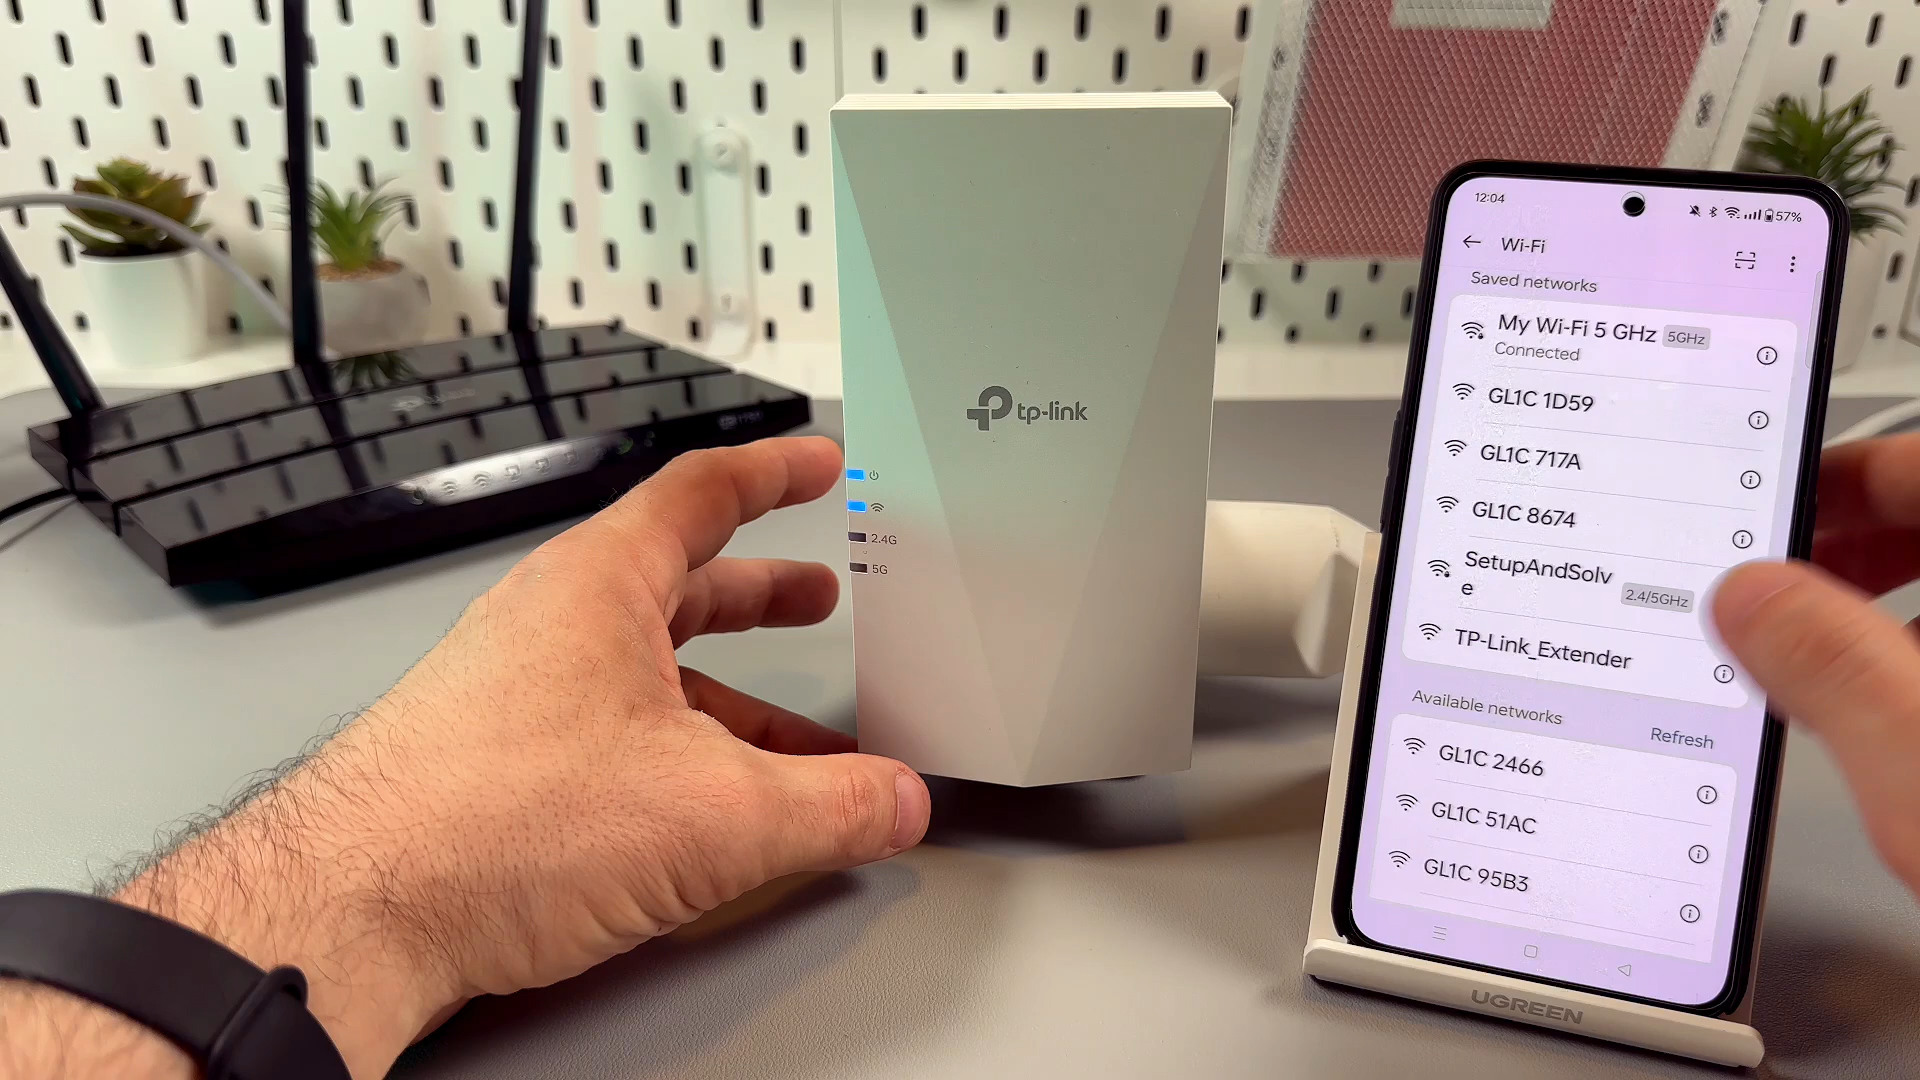 tp-link
2.4G
5G
12:04
57%
Wi-Fi
Saved networks
My Wi-Fi 5 GHz 5GHz
Connected
GL1C 1D59
GL1C 717A
GL1C 8674
SetupAndSolv
e
2.4/5GHz
TP-Link_Extender
Available networks
Refresh
GL1C 2466
GL1C 51AC
GL1C 95B3
UGREEN